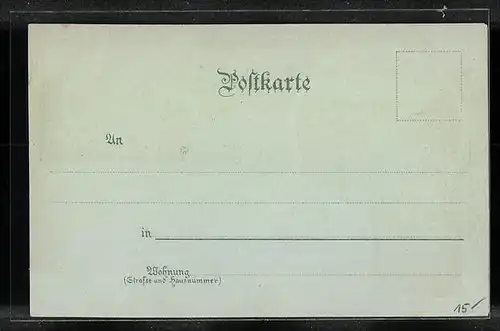 Postkarte
An
in
Wohnung
(Strasse und Hausnummer)
15